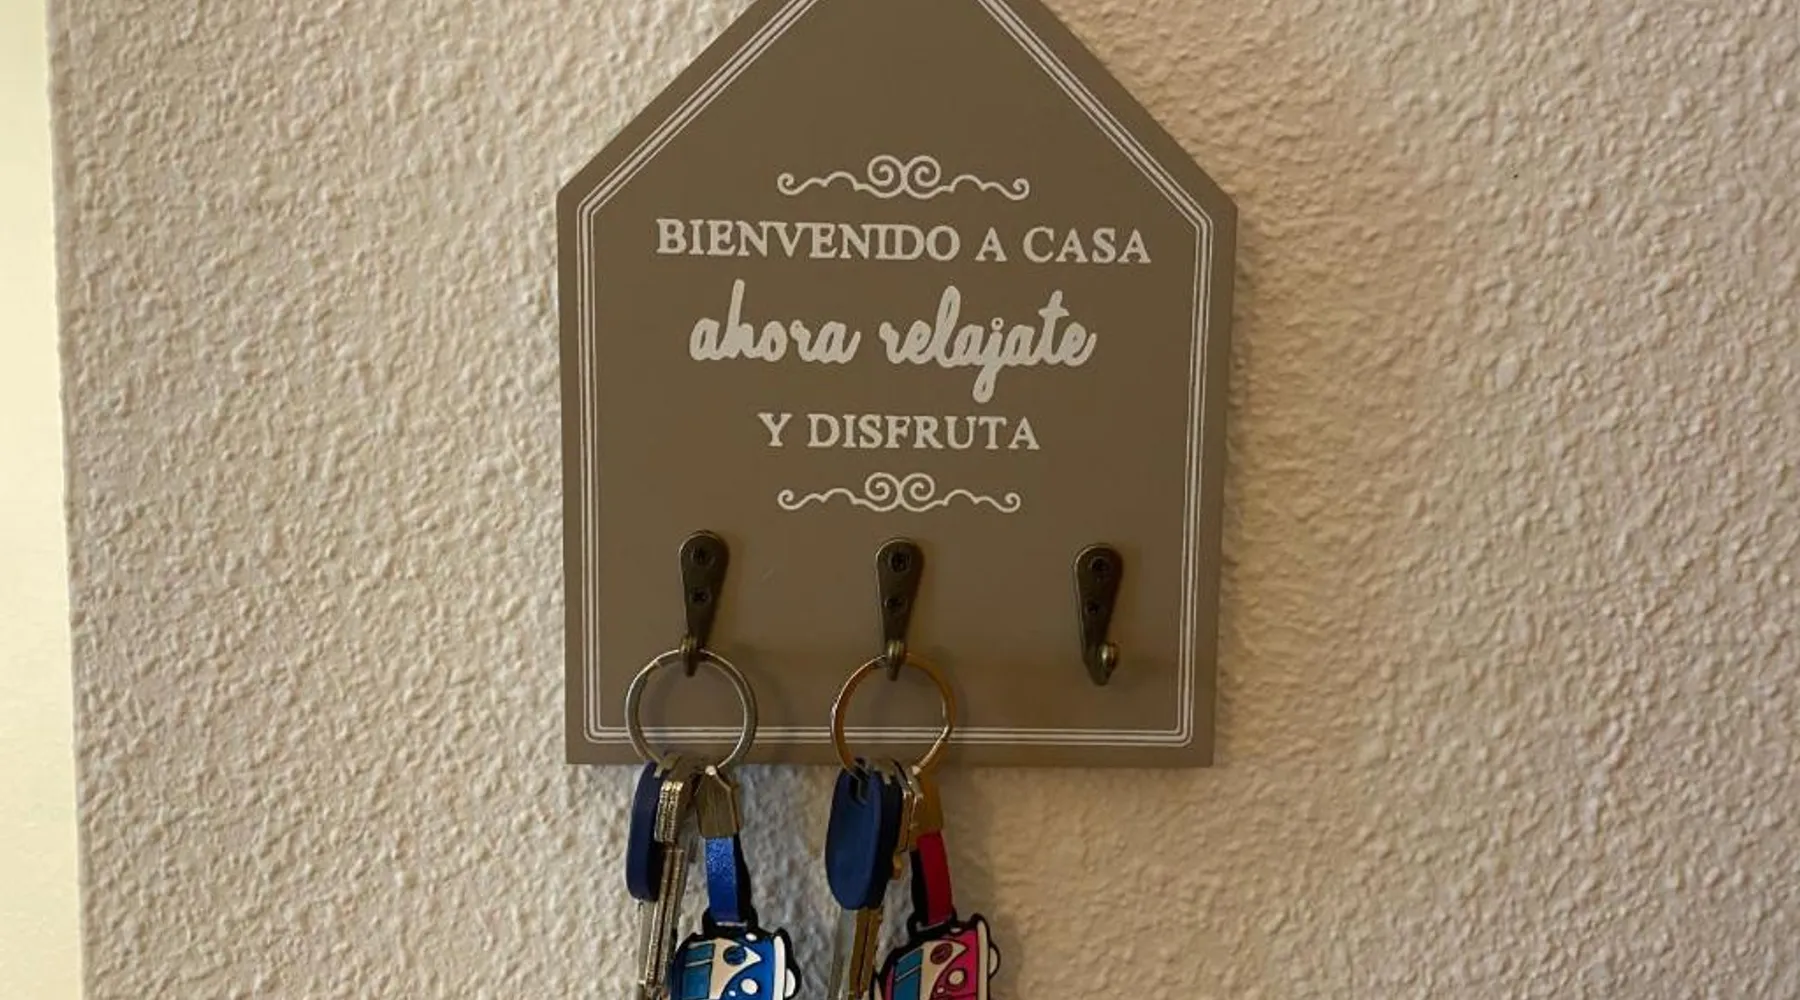 BIENVENIDO A CASA
ahora relajate
Y DISFRUTA